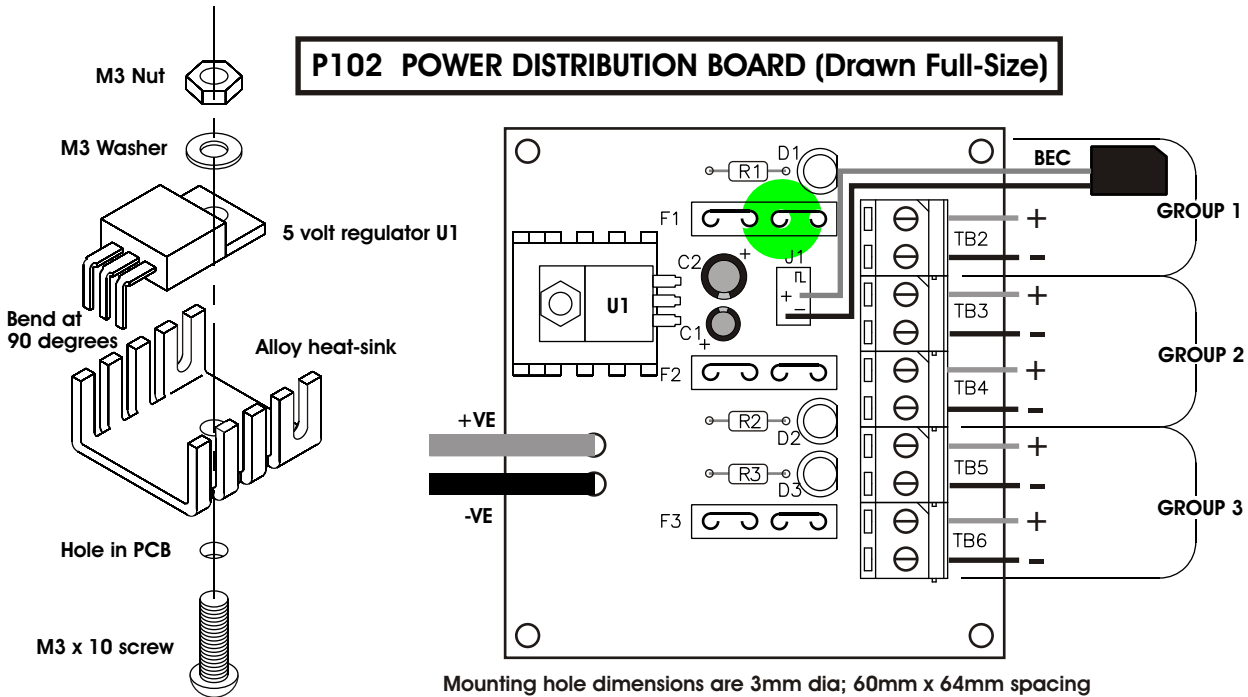 P102 POWER DISTRIBUTION BOARD (Drawn Full-Size)
M3 Nut
M3 Washer
5 volt regulator U1
Bend at
90 degrees
Alloy heat-sink
Hole in PCB
M3 x 10 screw
+VE
-VE
U1
R1
D1
F1
C2
+
J1
+
−
C1
+
F2
R2
D2
R3
D3
F3
BEC
GROUP 1
TB2
+
-
GROUP 2
TB3
+
-
TB4
+
-
GROUP 3
TB5
+
-
TB6
+
-
Mounting hole dimensions are 3mm dia; 60mm x 64mm spacing